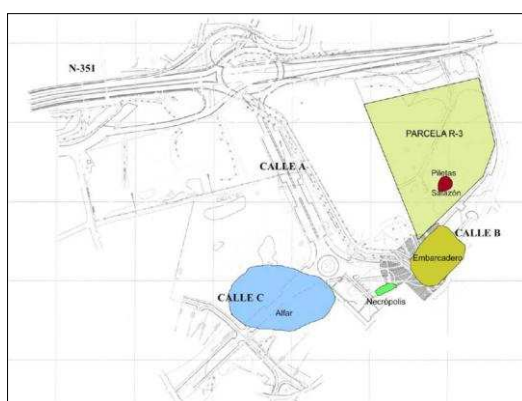 N-351
PARCELA R-3
CALLE A
Piletas
Salazón
CALLE B
Embarcadero
CALLE C
Necrópolis
Alfar